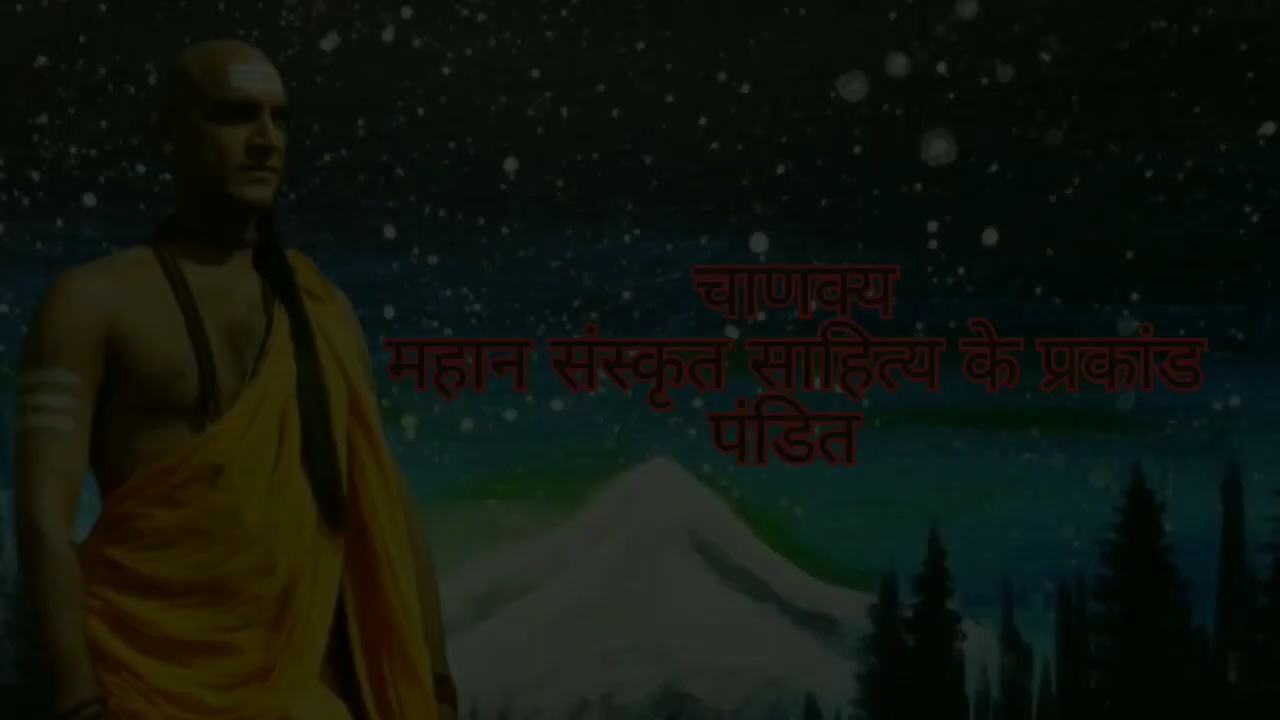 चाणक्य
महान संस्कृत साहित्य के प्रकांड
पंडित